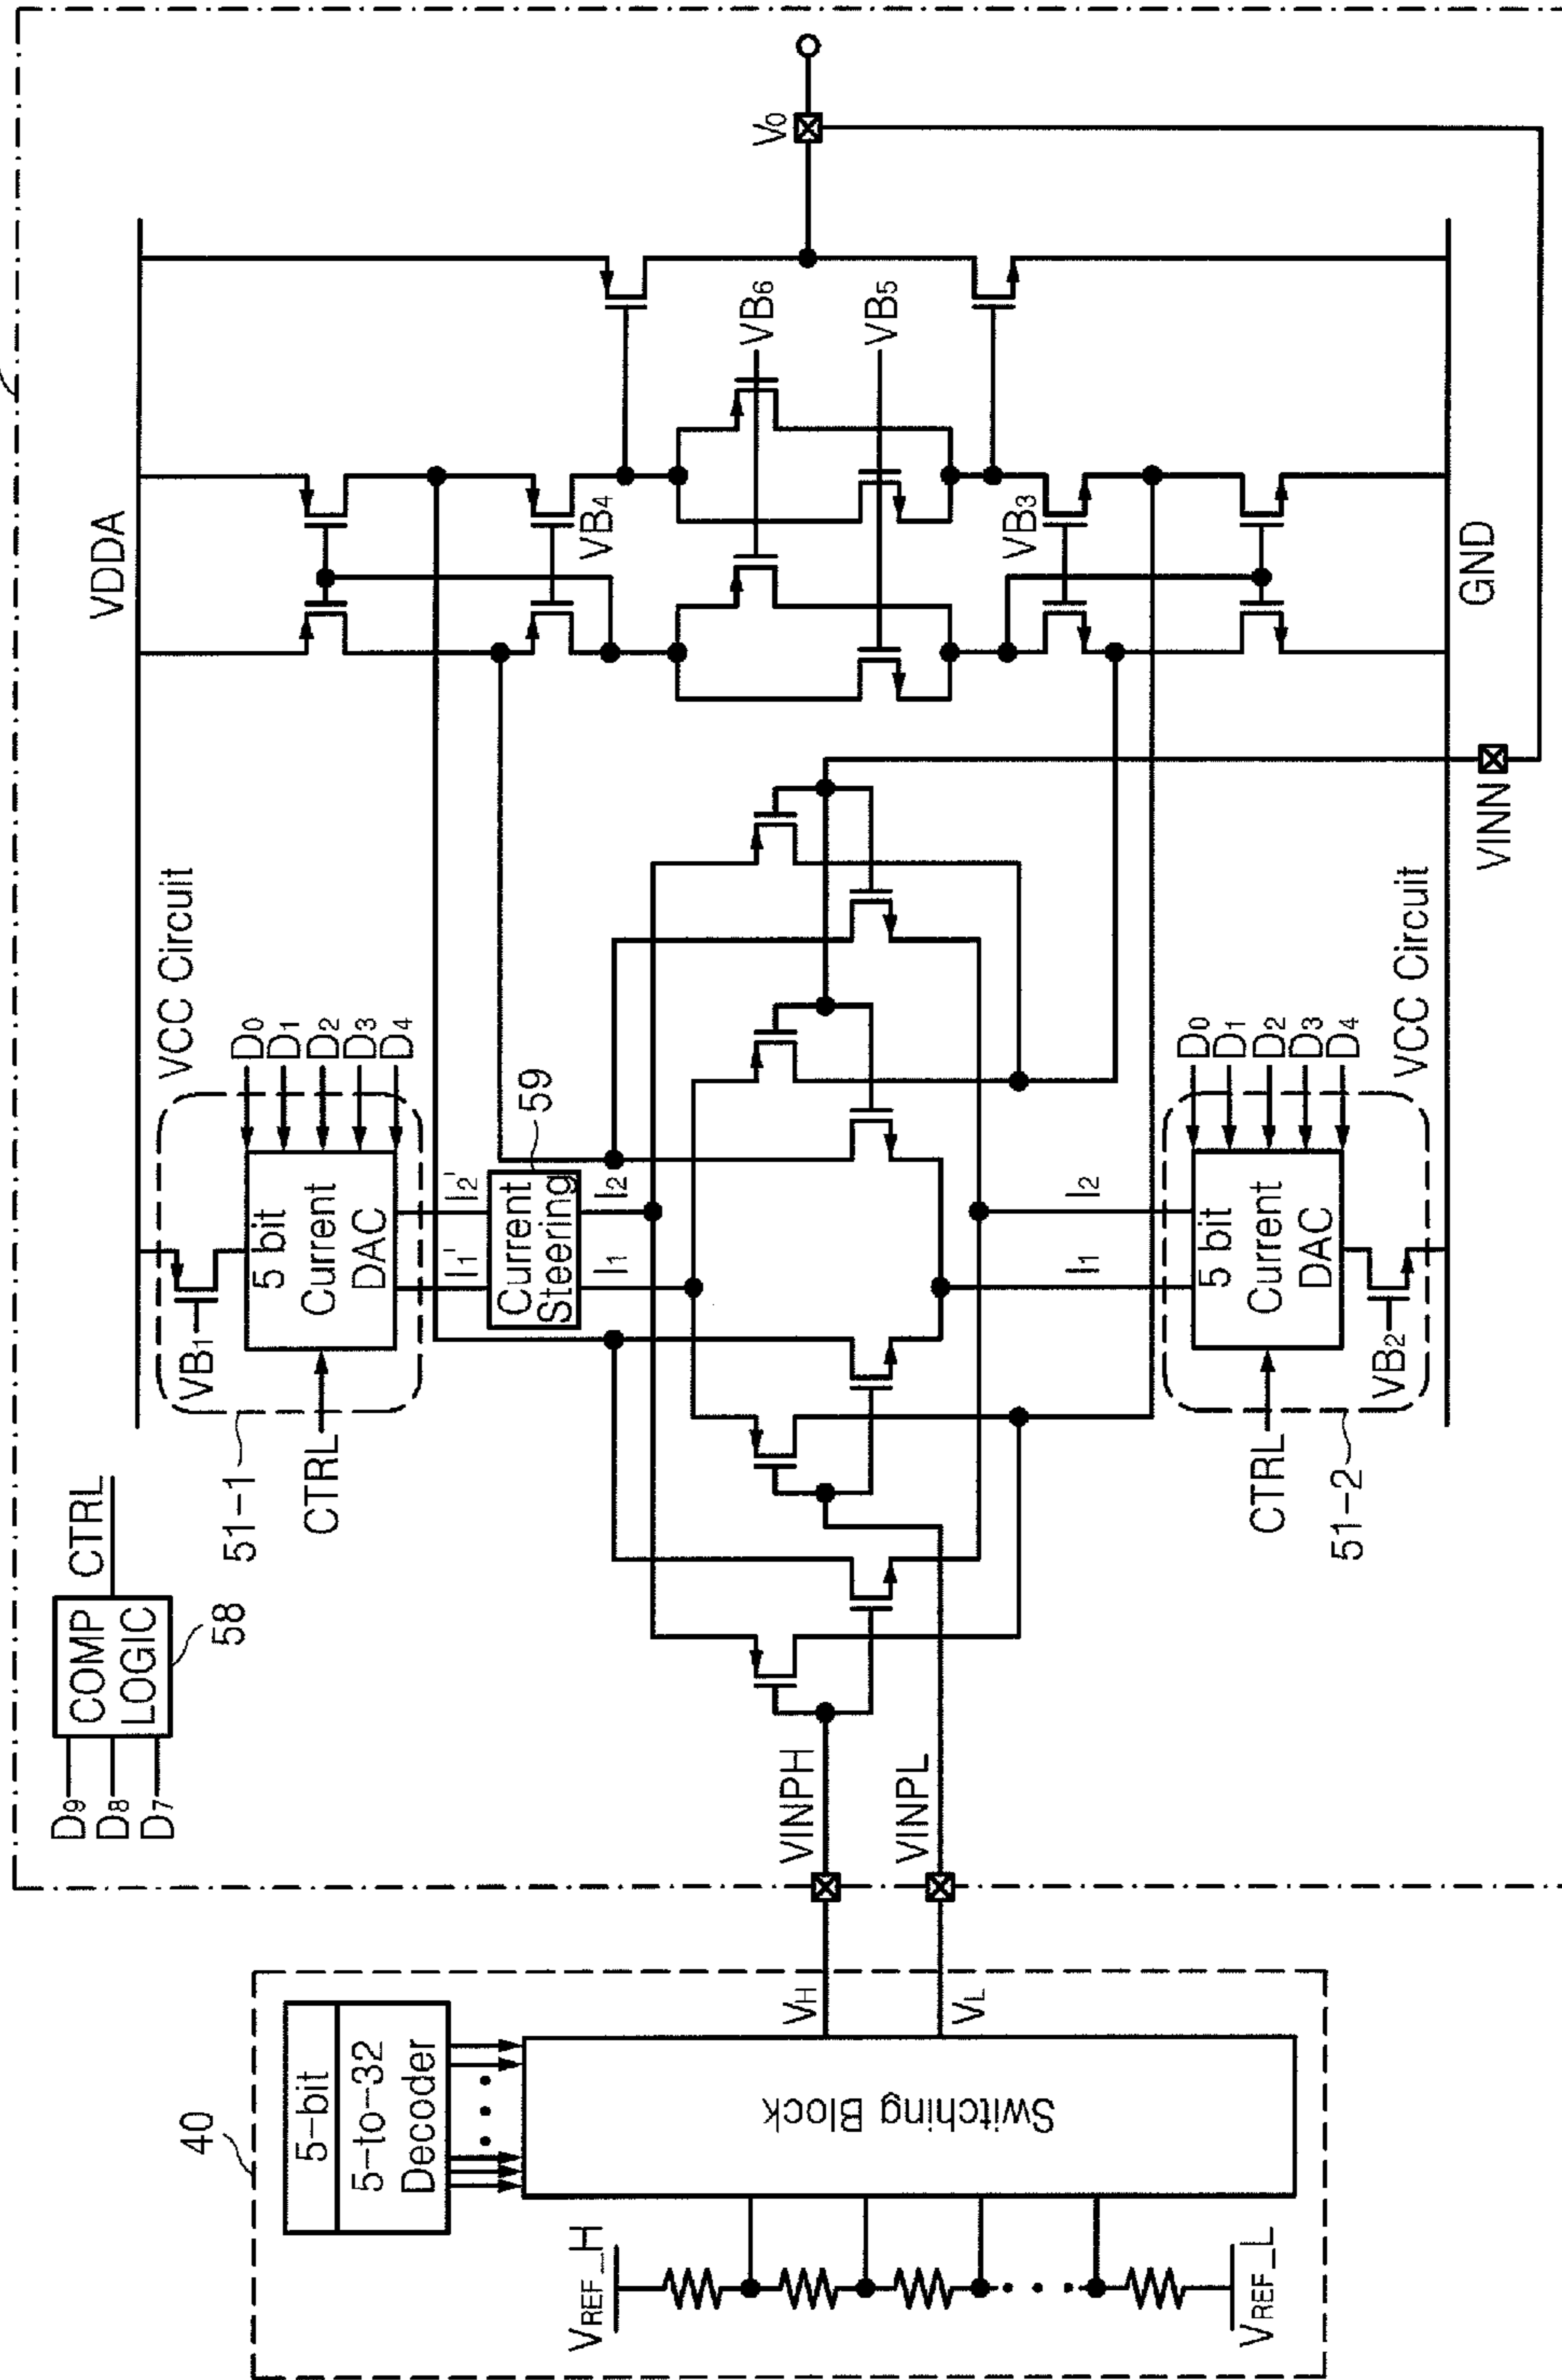 40
5-bit
5-to-32
Decoder
Switching Block
VREF_H
VREF_L
VH
VL
VINPH
VINPL
D9
D8
D7
COMP
LOGIC
CTRL
58
VDDA
VCC Circuit
VB1
5 bit
Current
DAC
D0
D1
D2
D3
D4
CTRL
51-1
I1'
I2'
Current
Steering
59
I1
I2
I1
I2
5 bit
Current
DAC
D0
D1
D2
D3
D4
CTRL
VB2
51-2
VCC Circuit
GND
VINN
VB4
VB3
VB6
VB5
V0